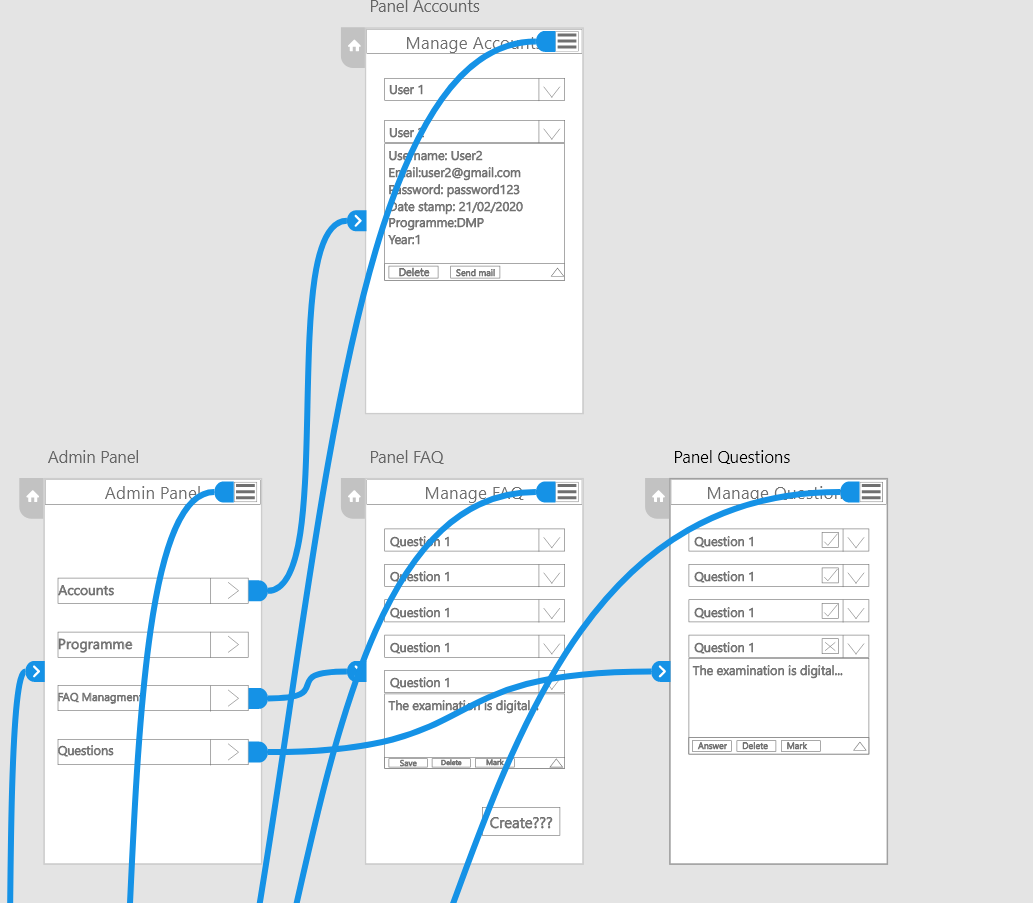 Panel Accounts
Manage Accounts
User 1
User 2
Username: User2
Email:user2@gmail.com
Password: password123
Date stamp: 21/02/2020
Programme:DMP
Year:1
Delete
Send mail
Admin Panel
Admin Panel
Accounts
Programme
FAQ Managment
Questions
Panel FAQ
Manage FAQ
Question 1
Question 1
Question 1
Question 1
Question 1
The examination is digital...
Save
Delete
Mark
Create???
Panel Questions
Manage Questions
Question 1
Question 1
Question 1
Question 1
The examination is digital...
Answer
Delete
Mark